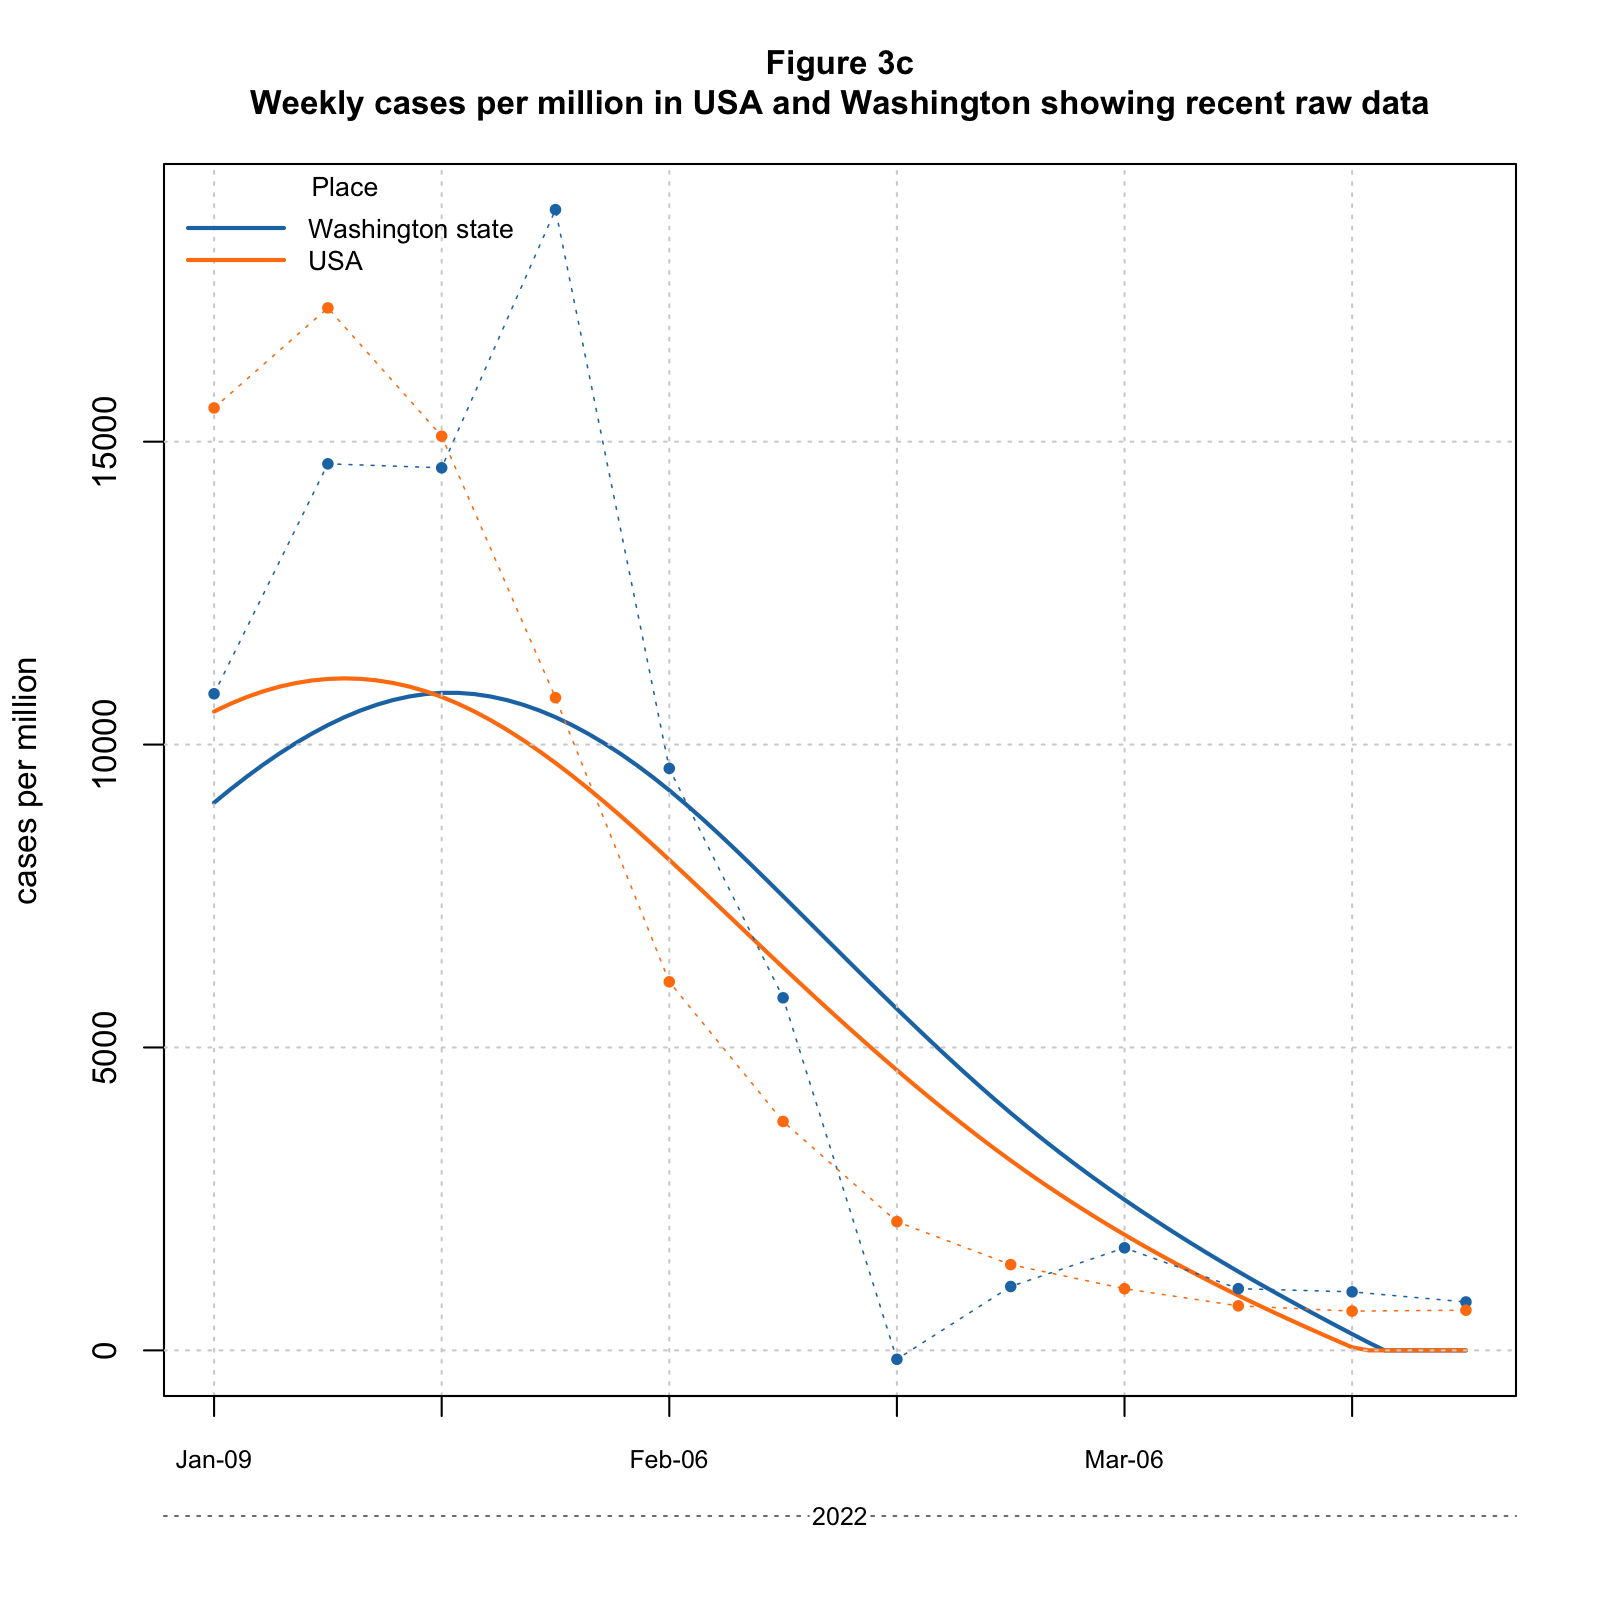 Figure 3c
Weekly cases per million in USA and Washington showing recent raw data
Place
Washington state
USA
cases per million
15000
10000
5000
0
Jan-09
Feb-06
Mar-06
2022